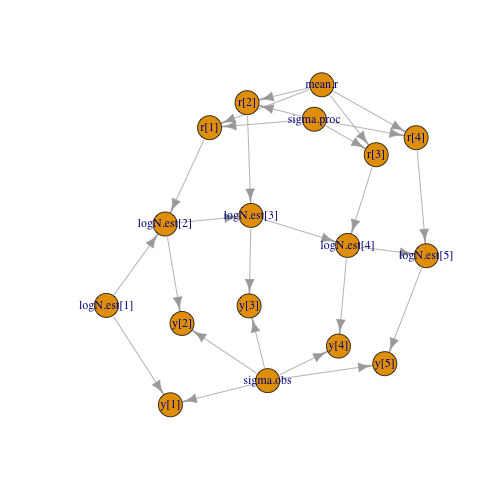 mean.r
r[2]
sigma.proc
r[1]
r[4]
r[3]
logN.est[3]
logN.est[2]
logN.est[4]
logN.est[5]
logN.est[1]
y[3]
y[2]
y[4]
y[5]
sigma.obs
y[1]